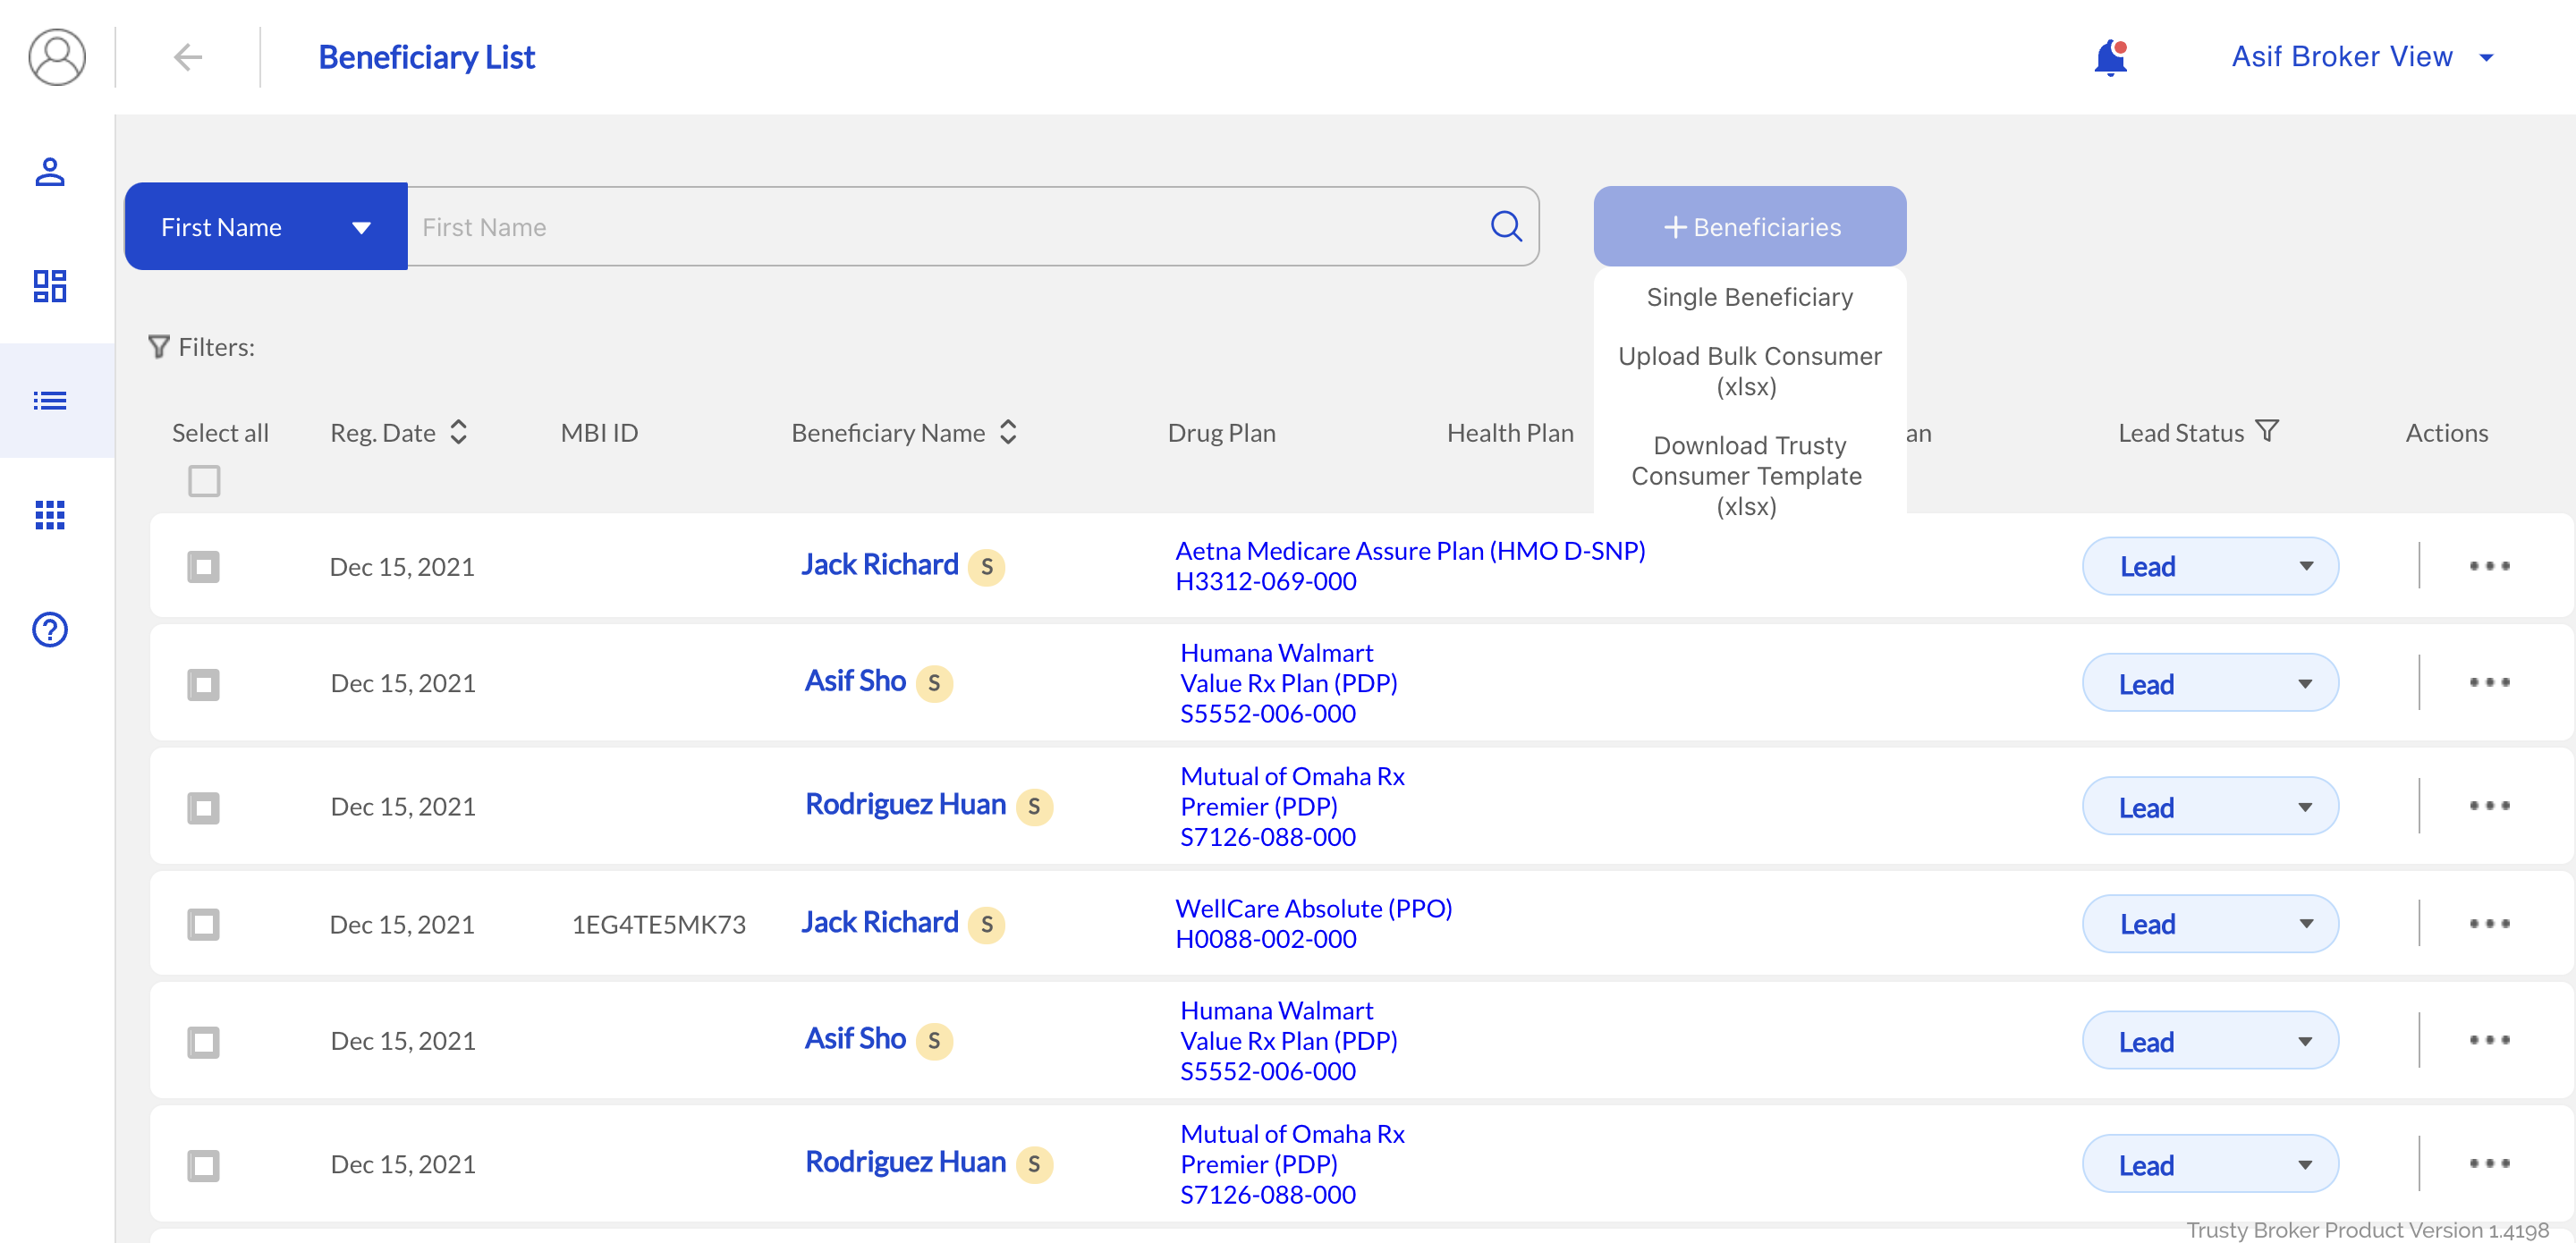 Beneficiary List
Asif Broker View
First Name
First Name
+ Beneficiaries
Single Beneficiary
Upload Bulk Consumer
(xlsx)
Download Trusty
Consumer Template
(xlsx)
Filters:
Select all
Reg. Date
MBI ID
Beneficiary Name
Drug Plan
Health Plan
an
Lead Status
Actions
Dec 15, 2021
Jack Richard S
Aetna Medicare Assure Plan (HMO D-SNP)
H3312-069-000
Lead
Dec 15, 2021
Asif Sho S
Humana Walmart
Value Rx Plan (PDP)
S5552-006-000
Lead
Dec 15, 2021
Rodriguez Huan S
Mutual of Omaha Rx
Premier (PDP)
S7126-088-000
Lead
Dec 15, 2021
1EG4TE5MK73
Jack Richard S
WellCare Absolute (PPO)
H0088-002-000
Lead
Dec 15, 2021
Asif Sho S
Humana Walmart
Value Rx Plan (PDP)
S5552-006-000
Lead
Dec 15, 2021
Rodriguez Huan S
Mutual of Omaha Rx
Premier (PDP)
S7126-088-000
Lead
Trusty Broker Product Version 1.4198